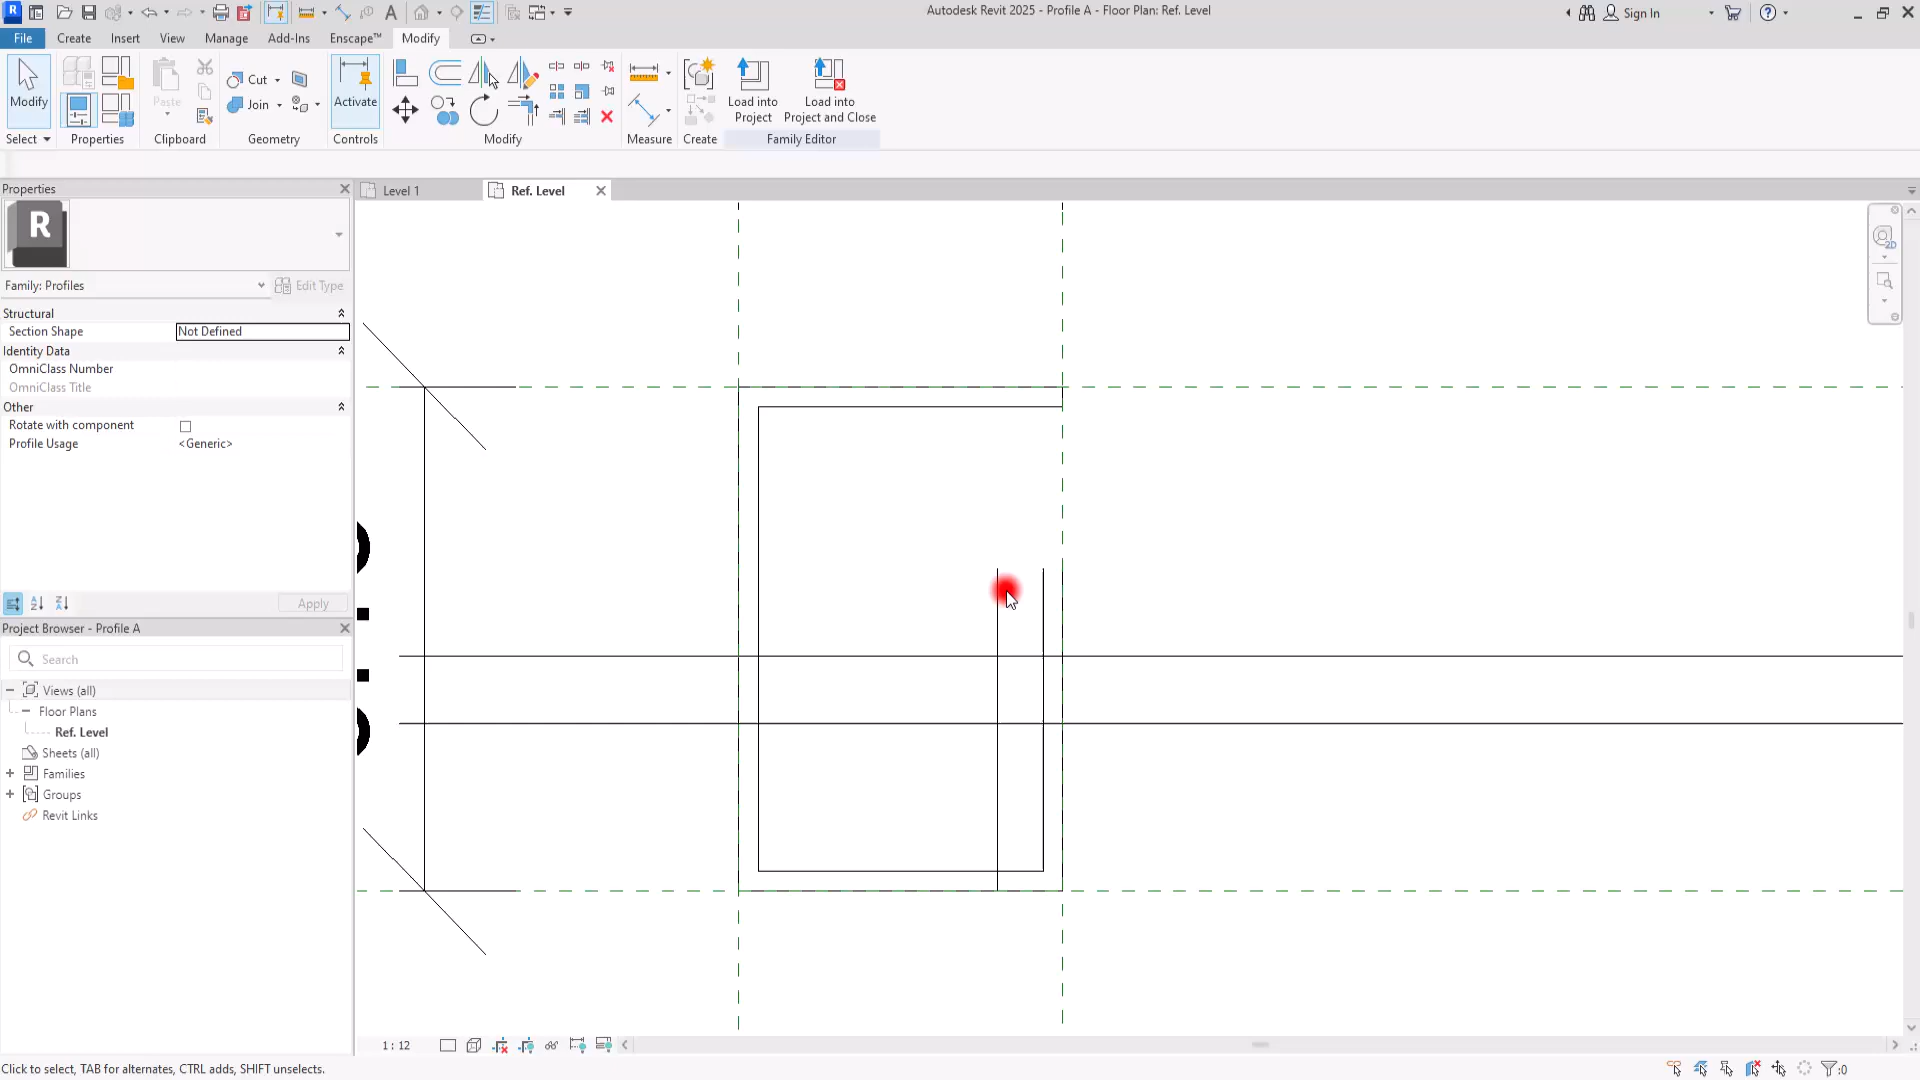 Autodesk Revit 2025 - Profile A - Floor Plan: Ref. Level
Sign In
File Create Insert View Manage Add-Ins Enscape™ Modify
Modify
Paste
Cut
Join
Activate
Load into Project
Load into Project and Close
Select Properties Clipboard Geometry Controls Modify Measure Create Family Editor
Properties
Level 1
Ref. Level
R
Family: Profiles
Edit Type
Structural
Section Shape Not Defined
Identity Data
OmniClass Number
OmniClass Title
Other
Rotate with component
Profile Usage <Generic>
Apply
Project Browser - Profile A
Search
Views (all)
Floor Plans
Ref. Level
Sheets (all)
Families
Groups
Revit Links
2D
1 : 12
Click to select, TAB for alternates, CTRL adds, SHIFT unselects.
:0